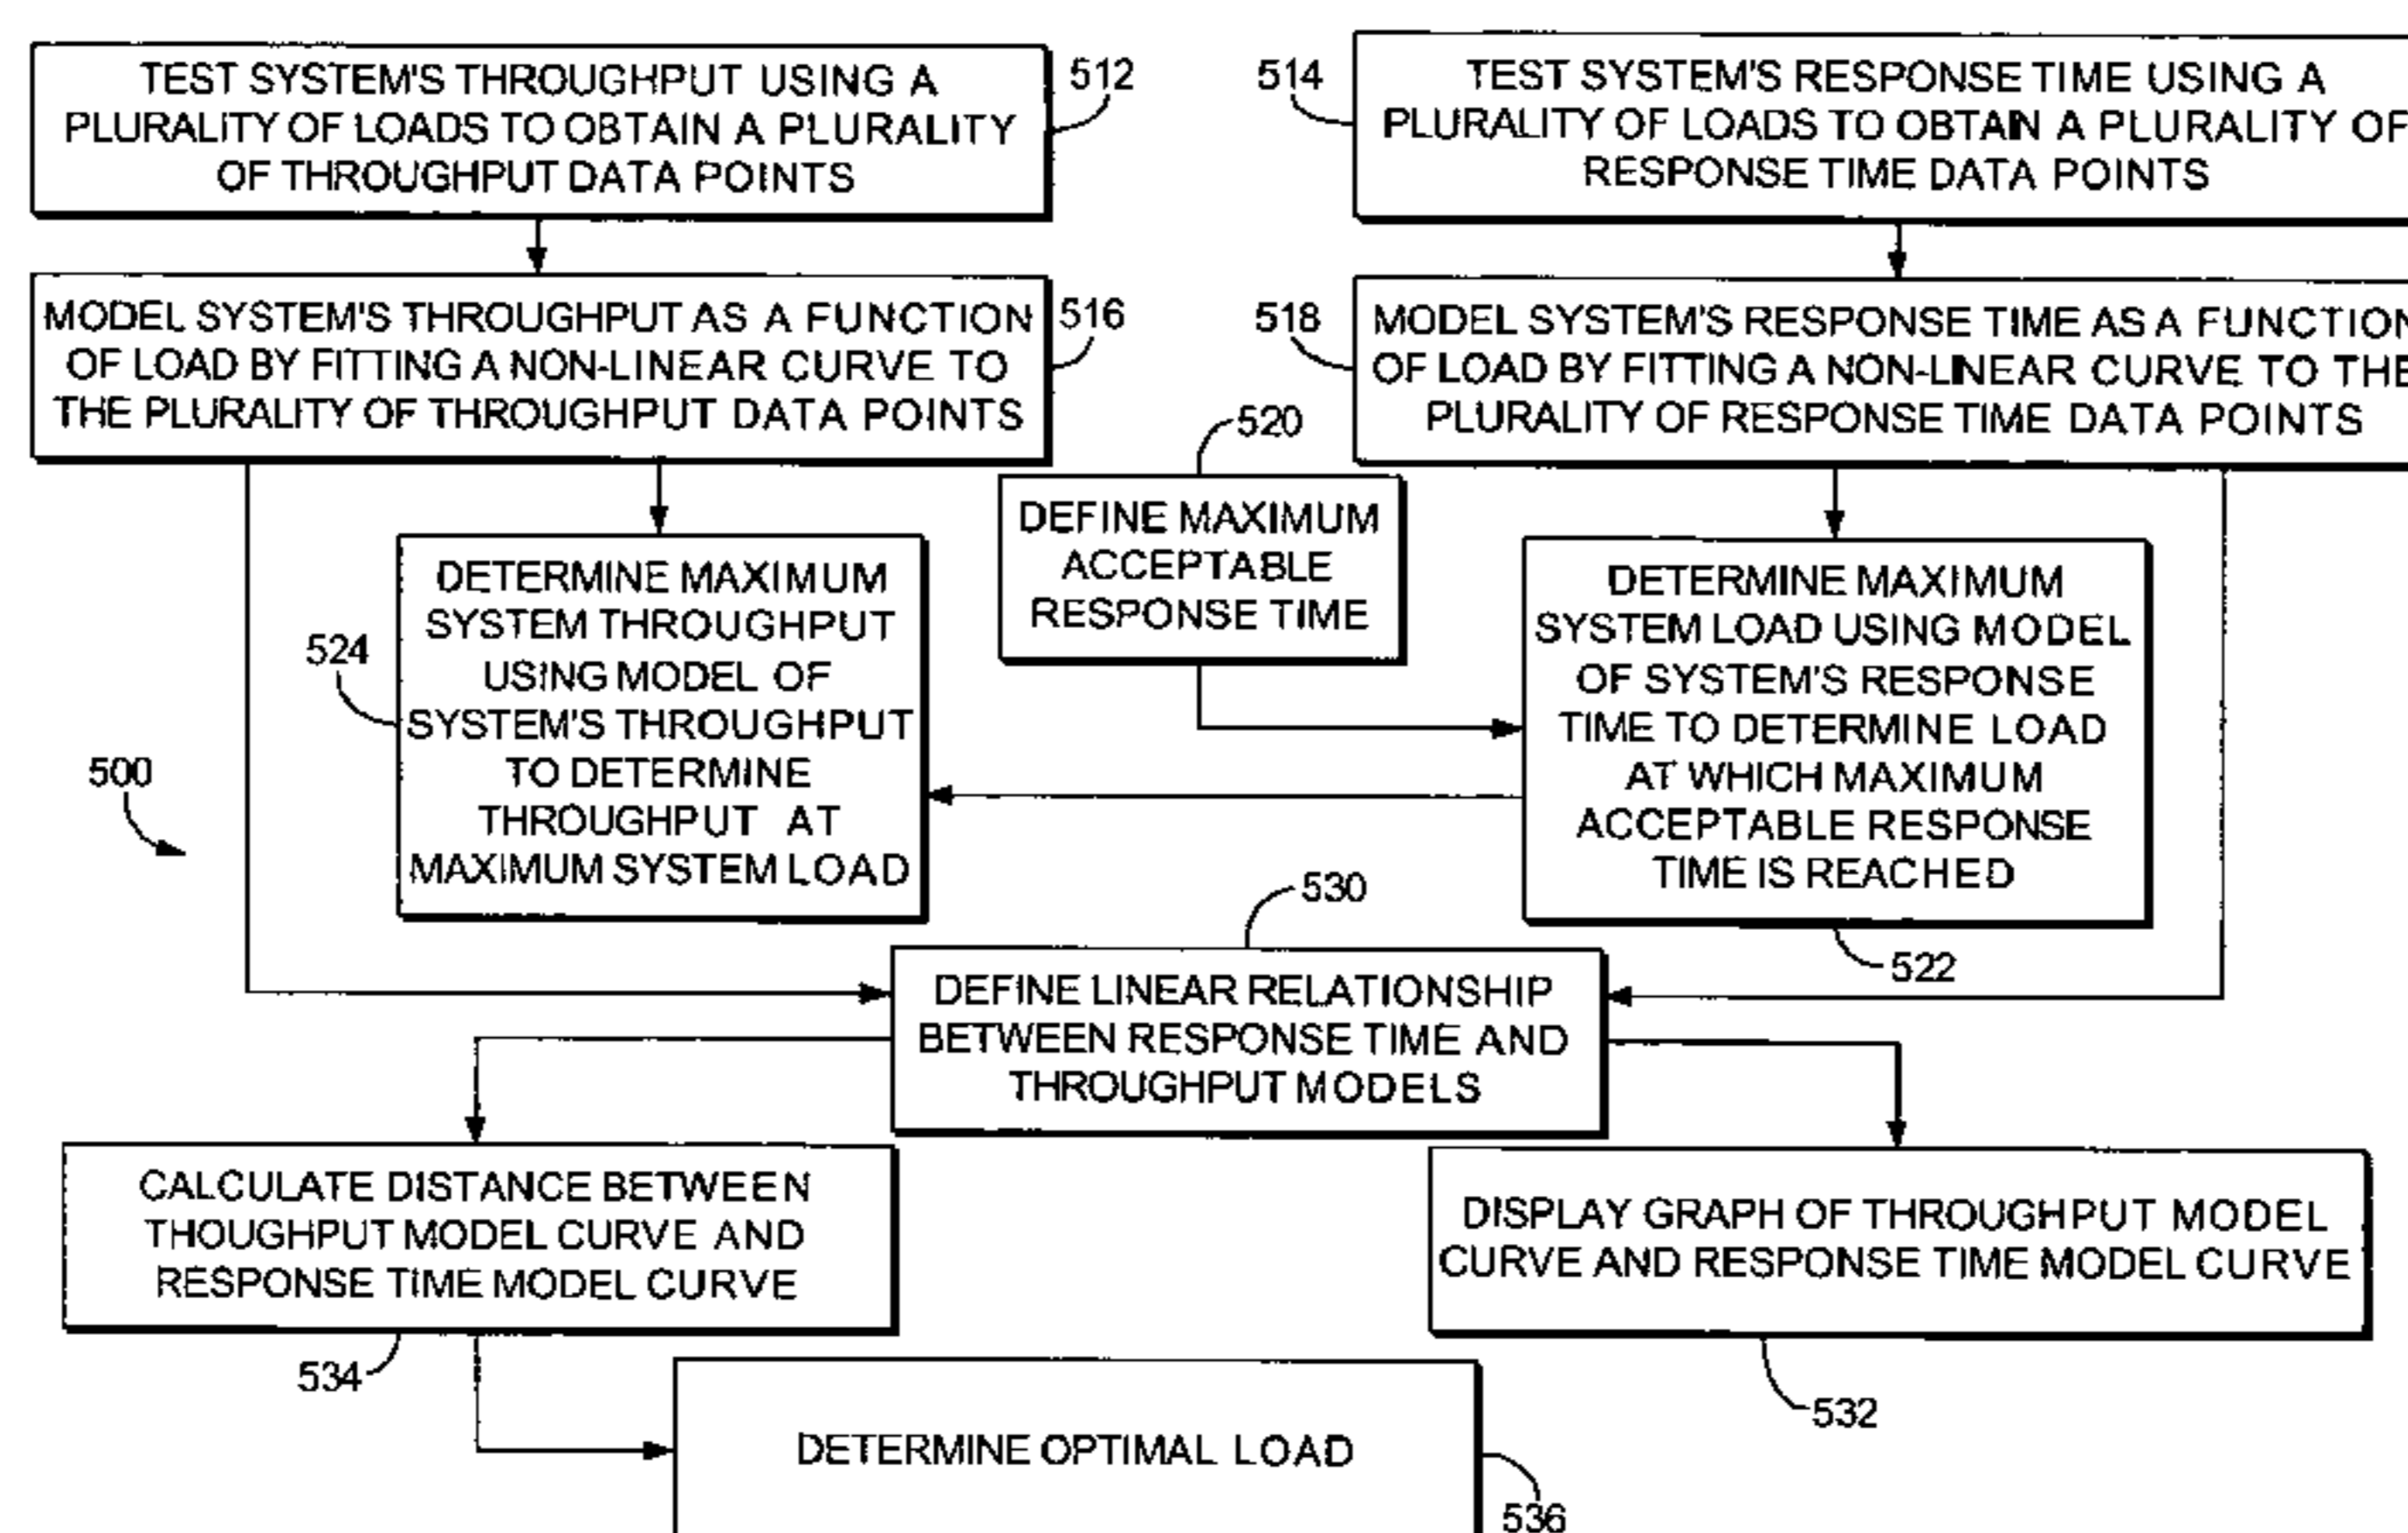 TEST SYSTEM'S THROUGHPUT USING A
PLURALITY OF LOADS TO OBTAIN A PLURALITY
OF THROUGHPUT DATA POINTS
512
514
TEST SYSTEM'S RESPONSE TIME USING A
PLURALITY OF LOADS TO OBTAIN A PLURALITY OF
RESPONSE TIME DATA POINTS
MODEL SYSTEM'S THROUGHPUT AS A FUNCTION
OF LOAD BY FITTING A NON-LINEAR CURVE TO
THE PLURALITY OF THROUGHPUT DATA POINTS
516
518
MODEL SYSTEM'S RESPONSE TIME AS A FUNCTION
OF LOAD BY FITTING A NON-LINEAR CURVE TO THE
PLURALITY OF RESPONSE TIME DATA POINTS
520
DEFINE MAXIMUM
ACCEPTABLE
RESPONSE TIME
524
DETERMINE MAXIMUM
SYSTEM THROUGHPUT
USING MODEL OF
SYSTEM'S THROUGHPUT
TO DETERMINE
THROUGHPUT AT
MAXIMUM SYSTEM LOAD
DETERMINE MAXIMUM
SYSTEM LOAD USING MODEL
OF SYSTEM'S RESPONSE
TIME TO DETERMINE LOAD
AT WHICH MAXIMUM
ACCEPTABLE RESPONSE
TIME IS REACHED
522
500
530
DEFINE LINEAR RELATIONSHIP
BETWEEN RESPONSE TIME AND
THROUGHPUT MODELS
CALCULATE DISTANCE BETWEEN
THOUGHPUT MODEL CURVE AND
RESPONSE TIME MODEL CURVE
534
DISPLAY GRAPH OF THROUGHPUT MODEL
CURVE AND RESPONSE TIME MODEL CURVE
532
DETERMINE OPTIMAL LOAD
536